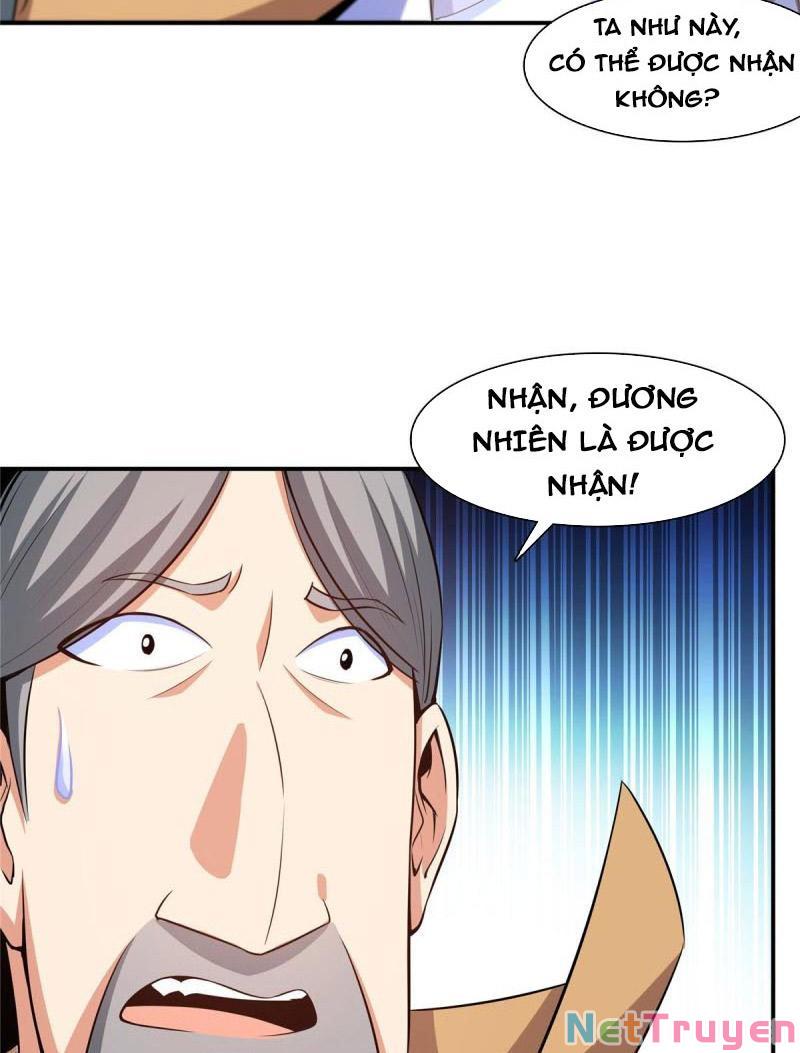 TA NHƯ NÀY,
CÓ THỂ ĐƯỢC NHẬN
KHÔNG?
NHẬN, ĐƯƠNG
NHIÊN LÀ ĐƯỢC
NHẬN!
NetTruyen